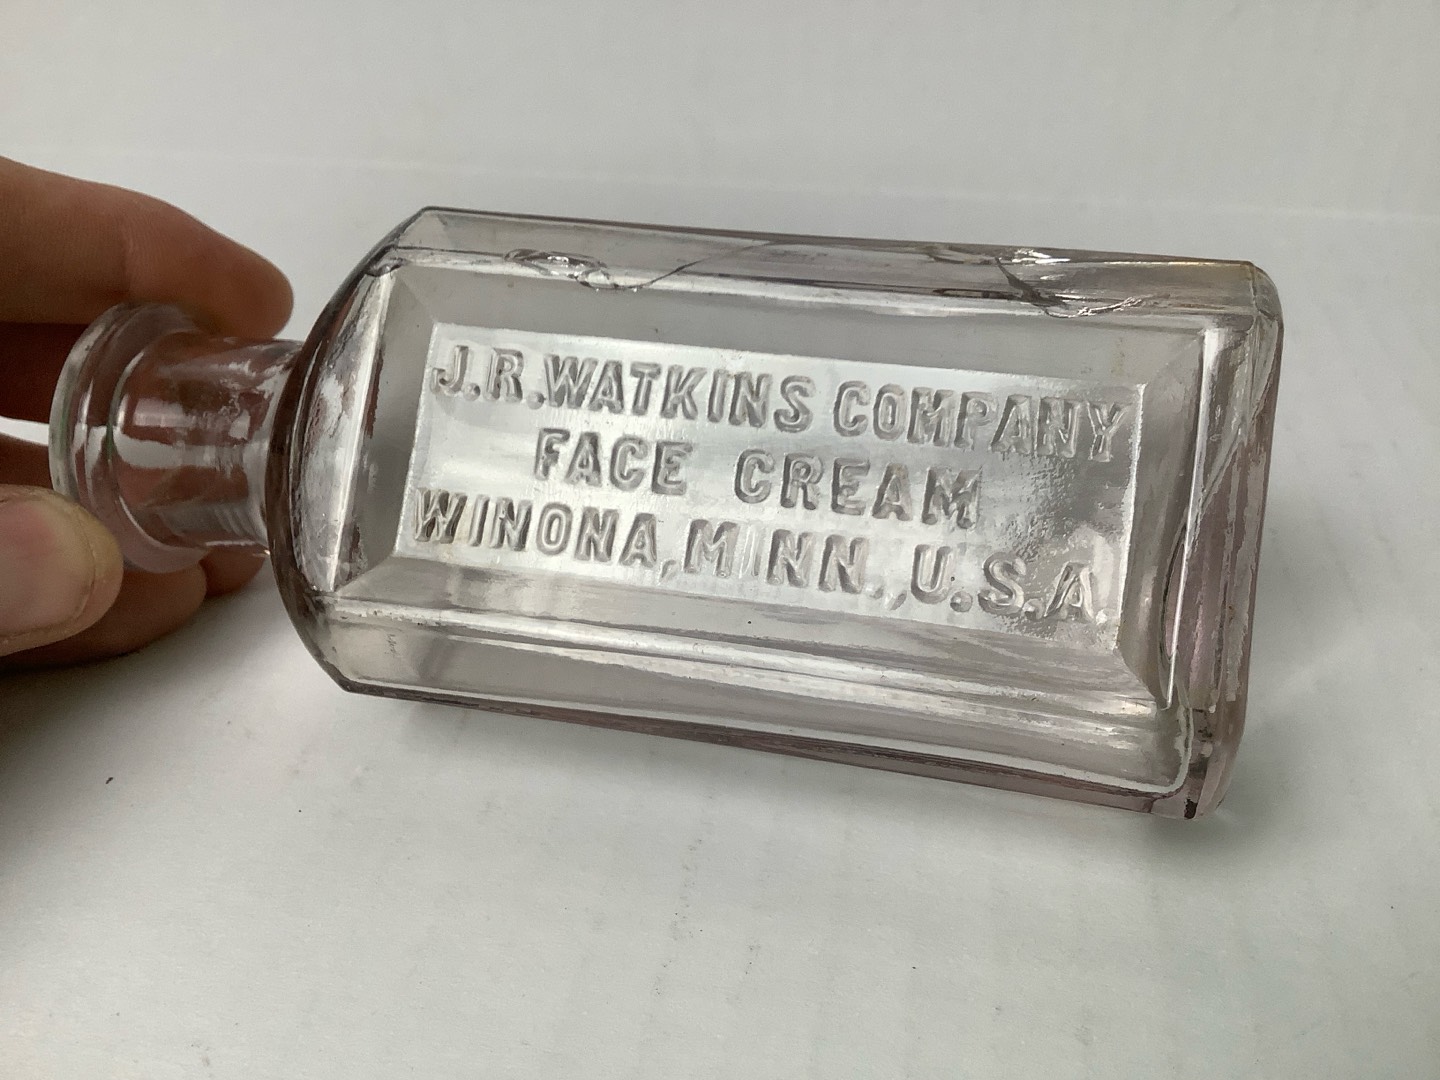 J.R.WATKINS COMPANY
FACE CREAM
WINONA, MINN., U.S.A.